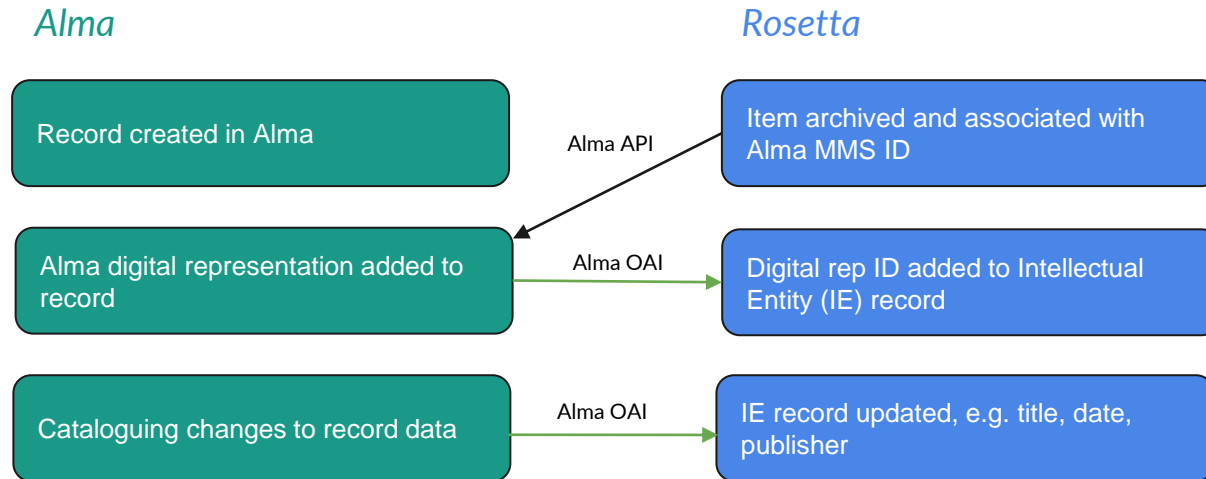 Alma
Rosetta
Record created in Alma
Alma API
Item archived and associated with
Alma MMS ID
Alma digital representation added to
record
Alma OAI
Digital rep ID added to Intellectual
Entity (IE) record
Cataloguing changes to record data
Alma OAI
IE record updated, e.g. title, date,
publisher